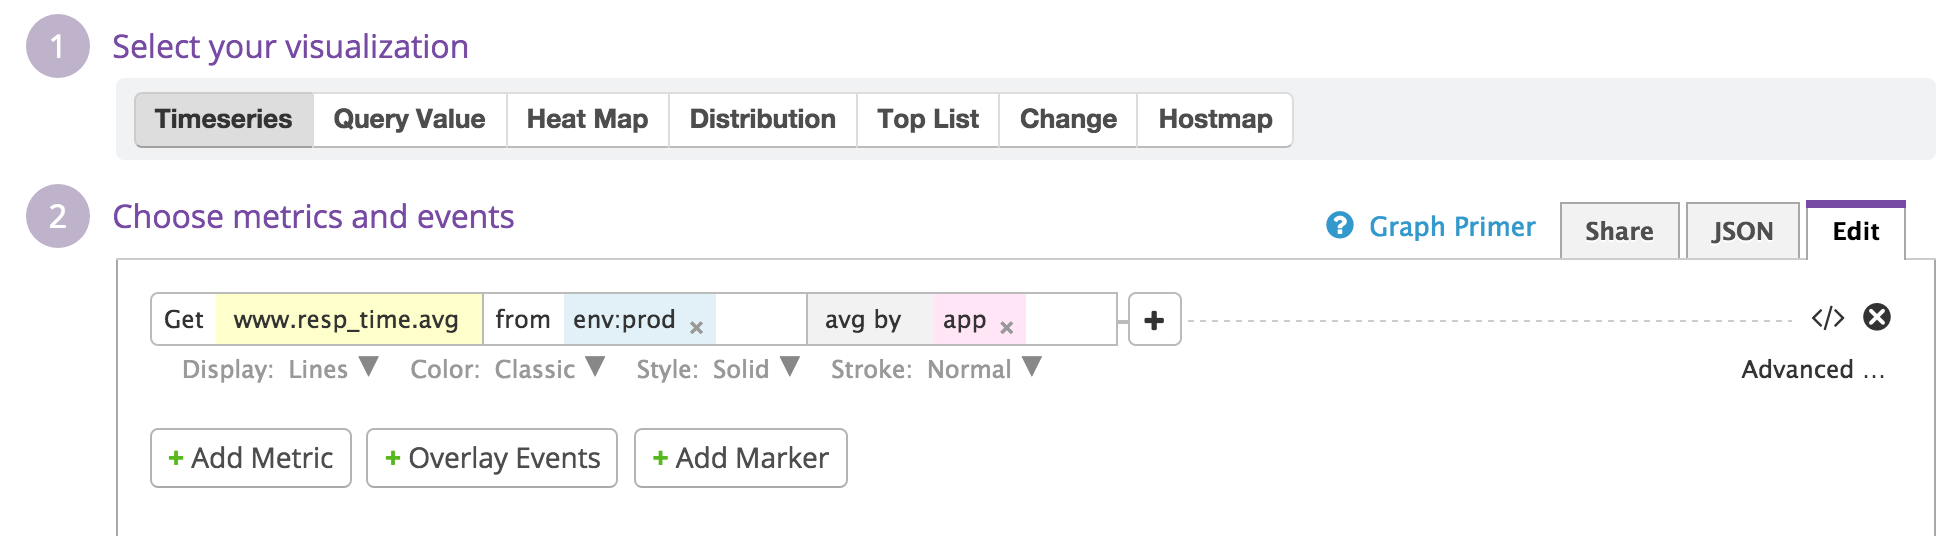 1 Select your visualization
Timeseries Query Value Heat Map Distribution Top List Change Hostmap
2 Choose metrics and events
? Graph Primer Share JSON Edit
Get www.resp_time.avg from env:prod × avg by app × + </> ×
Display: Lines ▼ Color: Classic ▼ Style: Solid ▼ Stroke: Normal ▼ Advanced ...
+ Add Metric + Overlay Events + Add Marker